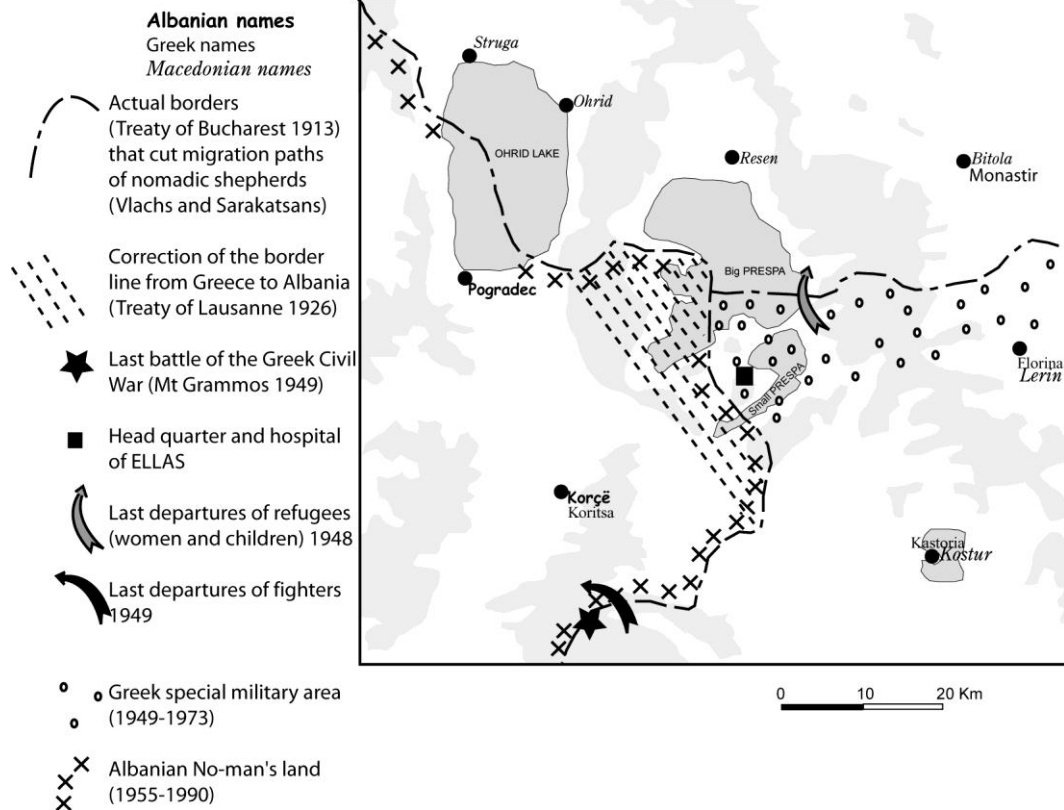 Albanian names
Greek names
Macedonian names
Actual borders
(Treaty of Bucharest 1913)
that cut migration paths
of nomadic shepherds
(Vlachs and Sarakatsans)
Correction of the border
line from Greece to Albania
(Treaty of Lausanne 1926)
Last battle of the Greek Civil
War (Mt Grammos 1949)
Head quarter and hospital
of ELLAS
Last departures of refugees
(women and children) 1948
Last departures of fighters
1949
Greek special military area
(1949-1973)
Albanian No-man's land
(1955-1990)
Struga
Ohrid
OHRID LAKE
Resen
Bitola
Monastir
Big PRESPA
Pogradec
Florina
Lerin
Small PRESPA
Korçë
Koritsa
Kastoria
Kostur
0 10 20 Km